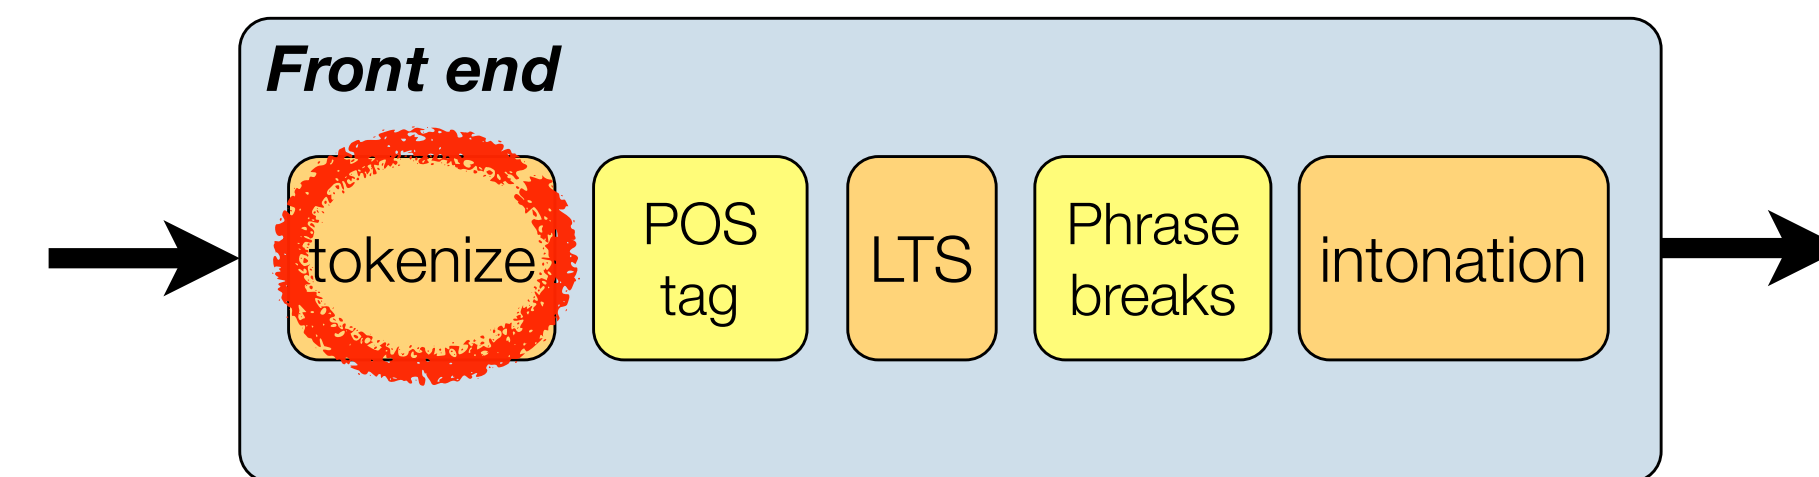 Front end
tokenize
POS
tag
LTS
Phrase
breaks
intonation